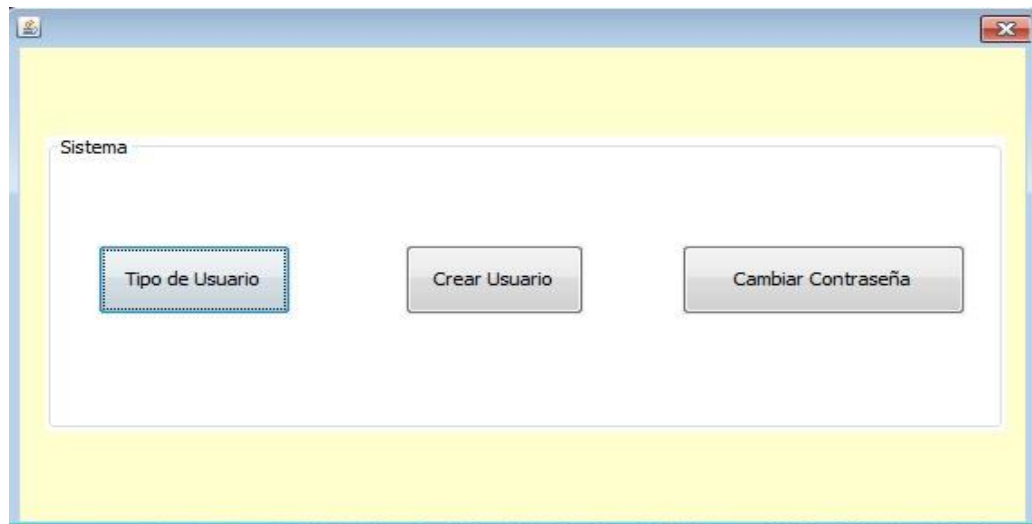 Sistema
Tipo de Usuario
Crear Usuario
Cambiar Contraseña